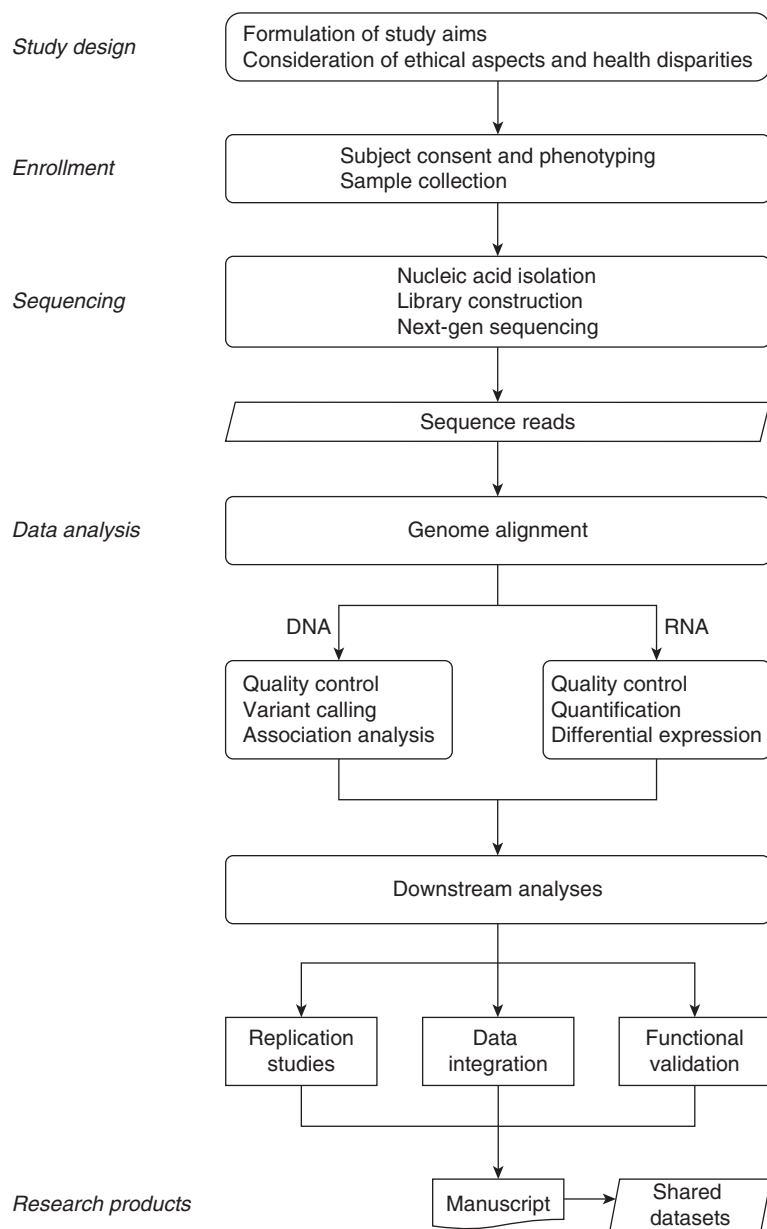 Study design
Formulation of study aims
Consideration of ethical aspects and health disparities
Enrollment
Subject consent and phenotyping
Sample collection
Sequencing
Nucleic acid isolation
Library construction
Next-gen sequencing
Sequence reads
Data analysis
Genome alignment
DNA
RNA
Quality control
Variant calling
Association analysis
Quality control
Quantification
Differential expression
Downstream analyses
Replication
studies
Data
integration
Functional
validation
Research products
Manuscript
Shared
datasets